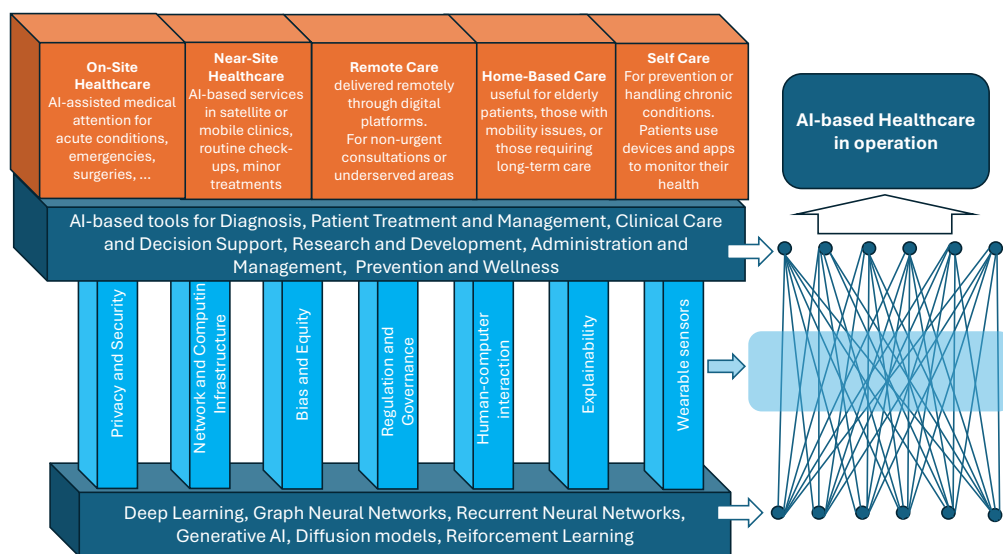 On-Site
Healthcare
AI-assisted medical
attention for
acute conditions,
emergencies,
surgeries, ...
Near-Site
Healthcare
AI-based services
in satellite or
mobile clinics,
routine check-
ups, minor
treatments
Remote Care
delivered remotely
through digital
platforms.
For non-urgent
consultations or
underserved areas
Home-Based Care
useful for elderly
patients, those with
mobility issues, or
those requiring
long-term care
Self Care
For prevention or
handling chronic
conditions.
Patients use
devices and apps
to monitor their
health
AI-based Healthcare
in operation
AI-based tools for Diagnosis, Patient Treatment and Management, Clinical Care
and Decision Support, Research and Development, Administration and
Management, Prevention and Wellness
Privacy and Security
Network and Computin
Infrastructure
Bias and Equity
Regulation and
Governance
Human-computer
interaction
Explainability
Wearable sensors
Deep Learning, Graph Neural Networks, Recurrent Neural Networks,
Generative AI, Diffusion models, Reiforcement Learning